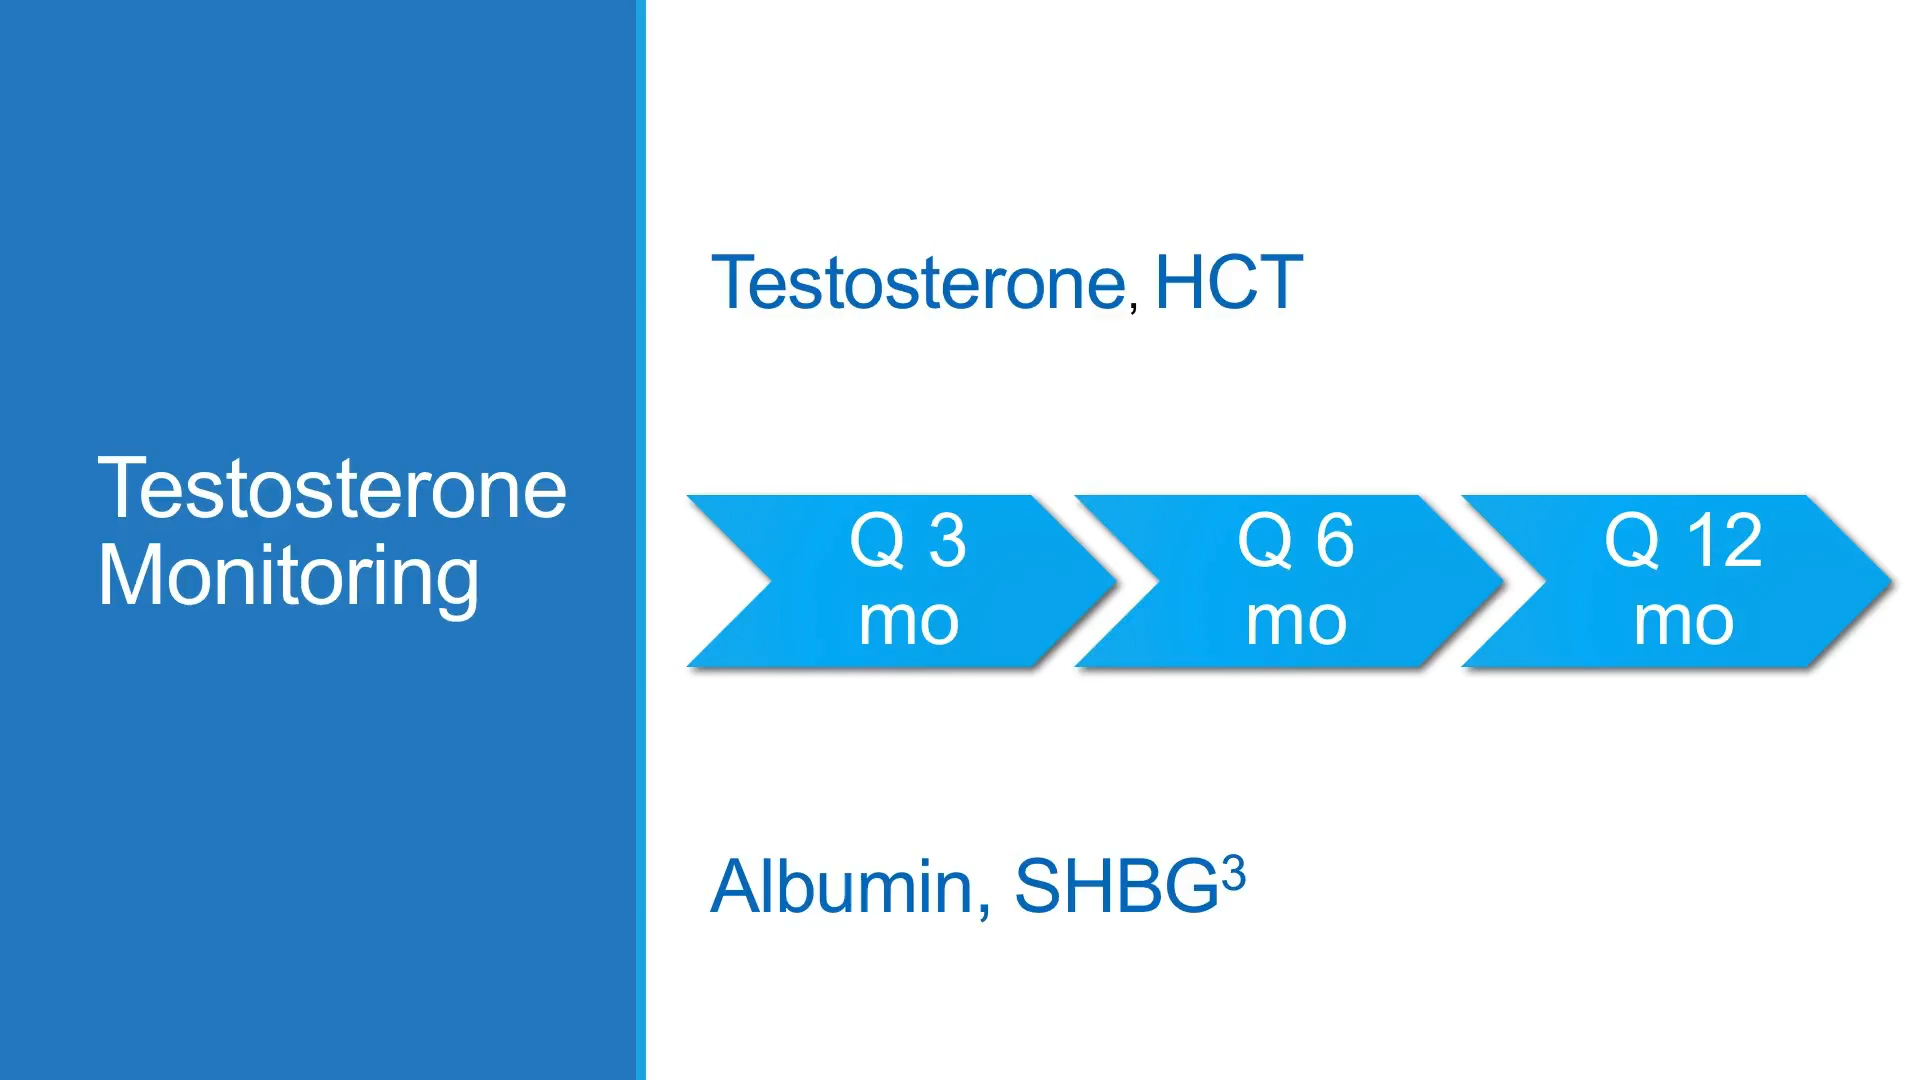 Testosterone
Monitoring
Testosterone, HCT
Q 3
mo
Q 6
mo
Q 12
mo
Albumin, SHBG³